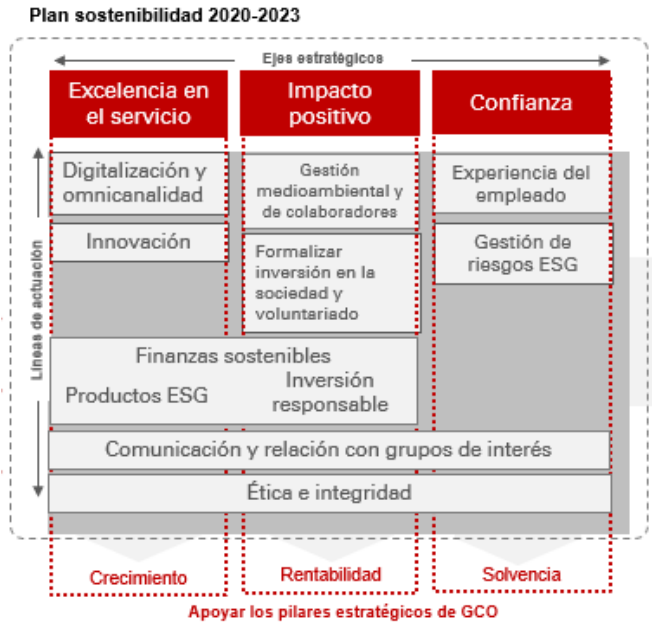 Plan sostenibilidad 2020-2023
Ejes estratégicos
Excelencia en
el servicio
Impacto
positivo
Confianza
Líneas de actuación
Digitalización y
omnicanalidad
Gestión
medioambiental y
de colaboradores
Experiencia del
empleado
Innovación
Formalizar
inversión en la
sociedad y
voluntariado
Gestión de
riesgos ESG
Finanzas sostenibles
Productos ESG
Inversión
responsable
Comunicación y relación con grupos de interés
Ética e integridad
Crecimiento
Rentabilidad
Solvencia
Apoyar los pilares estratégicos de GCO